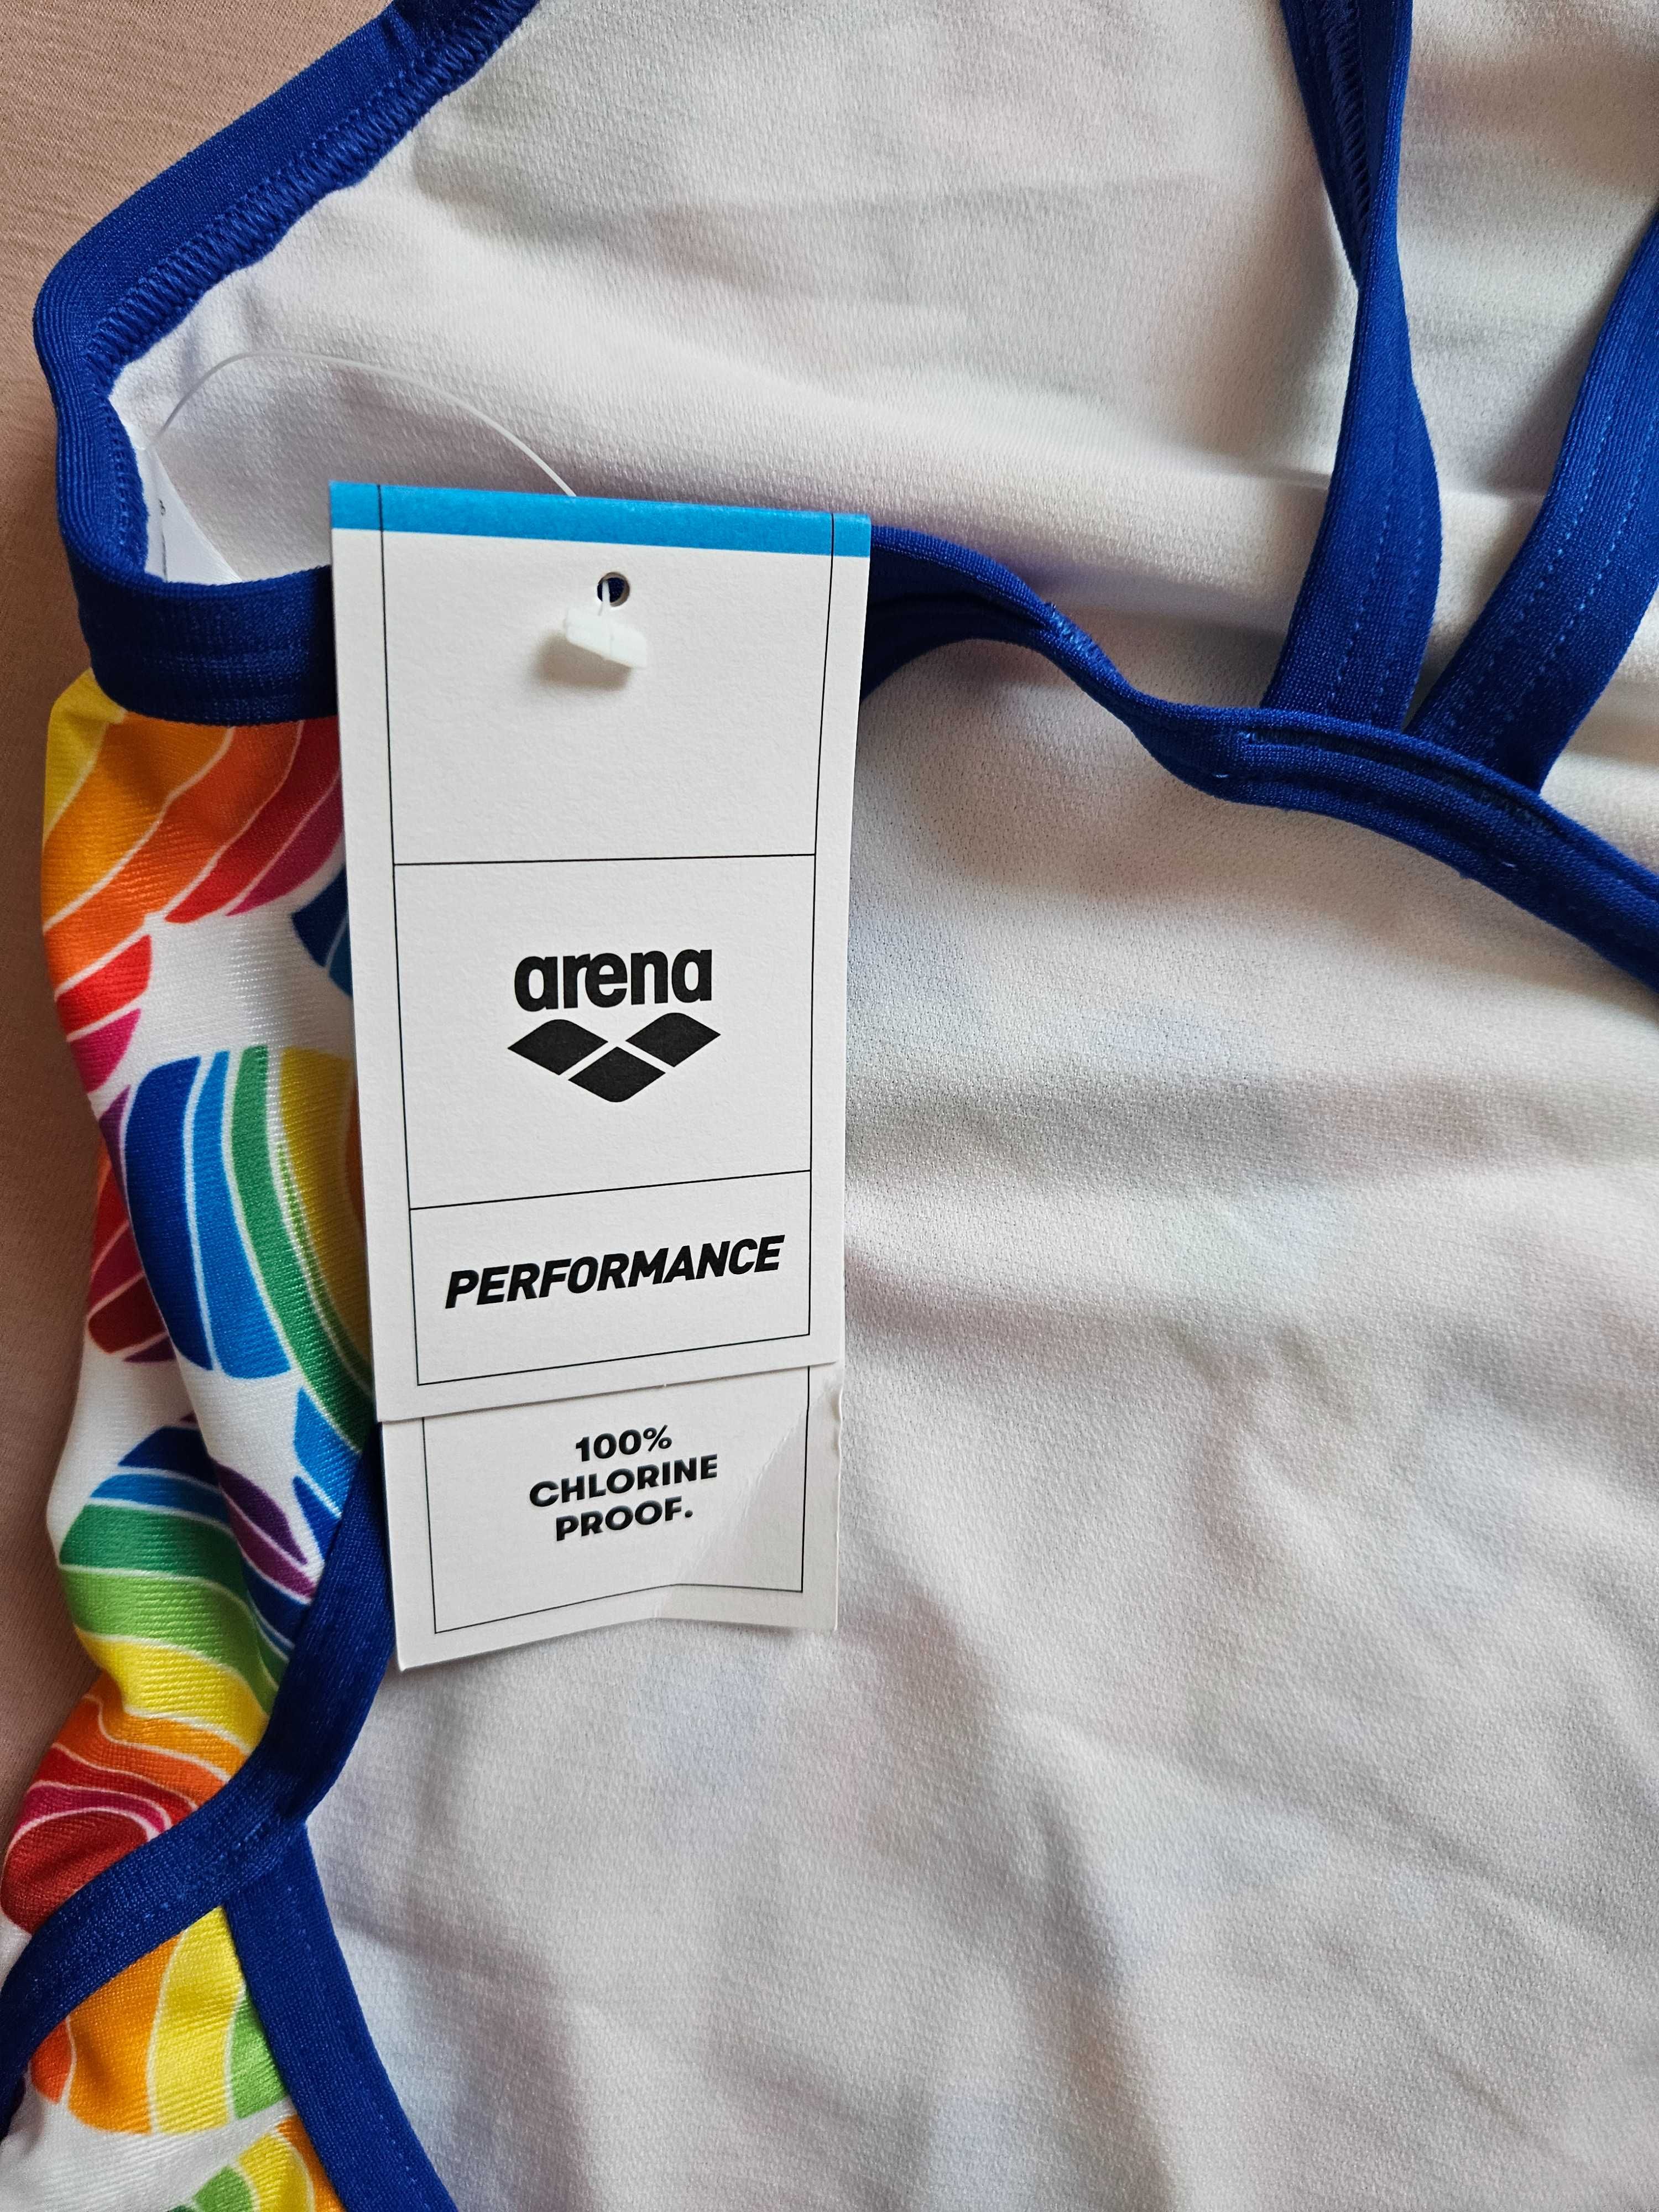 arena
PERFORMANCE
100%
CHLORINE
PROOF.